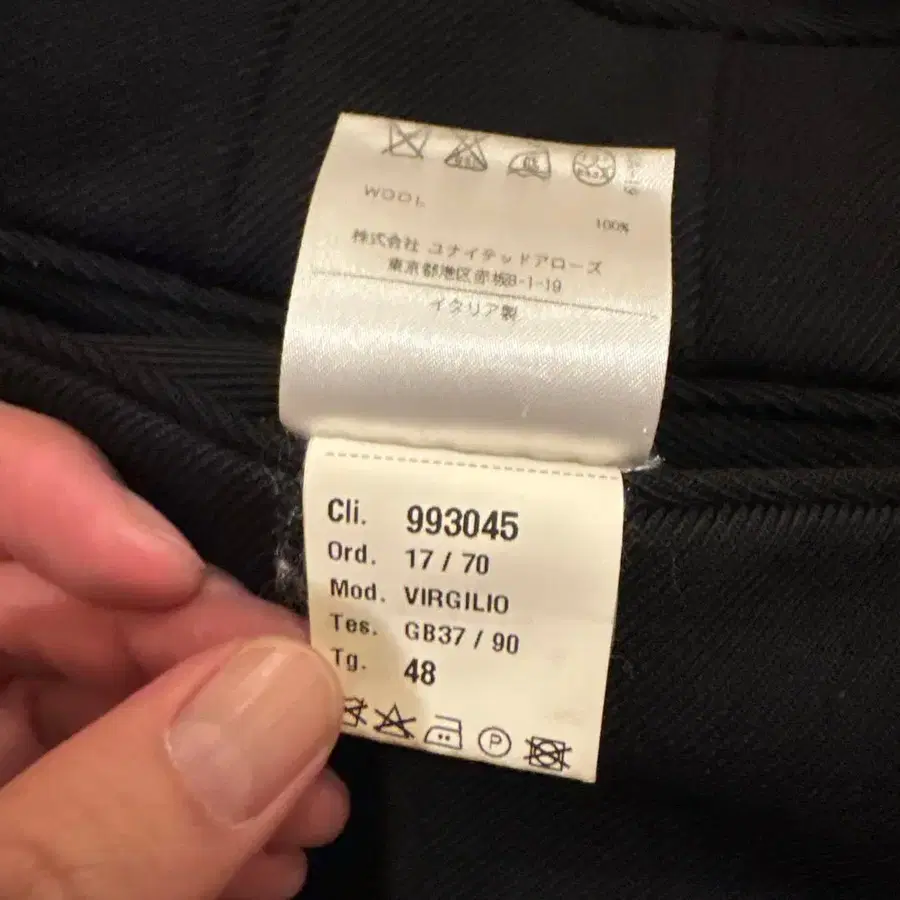 WOOL
100%
株式会社 ユナイテッドアローズ
東京都港区赤坂8-1-19
イタリア製
Cli. 993045
Ord. 17 / 70
Mod. VIRGILIO
Tes. GB37 / 90
Tg. 48
P